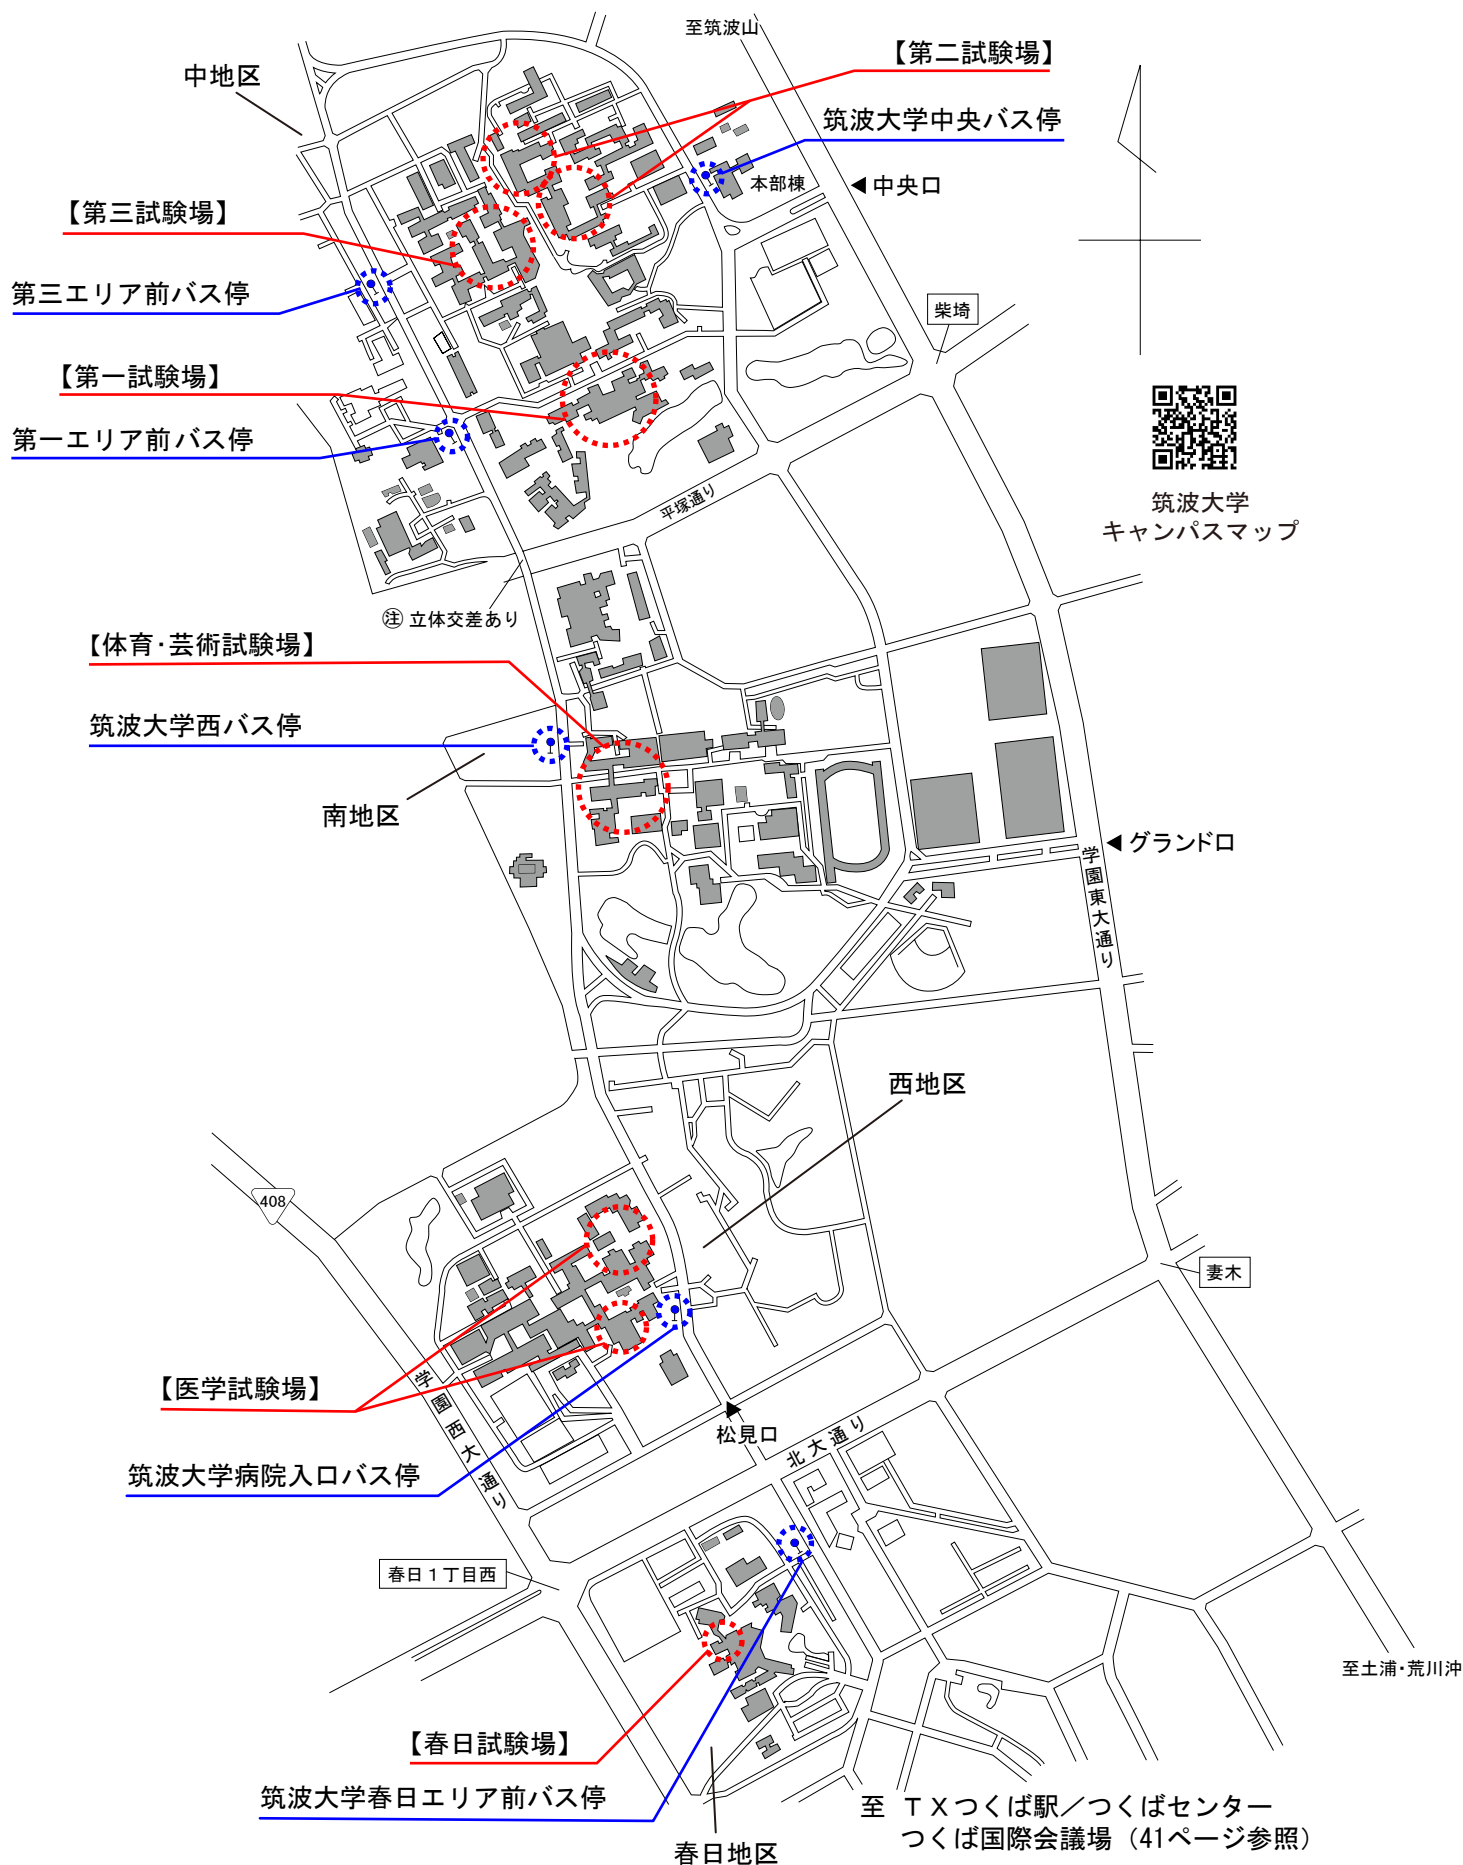 至筑波山
【第二試験場】
中地区
筑波大学中央バス停
本部棟
◀中央口
【第三試験場】
第三エリア前バス停
柴埼
【第一試験場】
第一エリア前バス停
平塚通り
筑波大学
キャンパスマップ
㊟立体交差あり
【体育・芸術試験場】
筑波大学西バス停
南地区
◀グランド口
学園東大通り
西地区
408
妻木
【医学試験場】
学園西大通り
松見口
北大通り
筑波大学病院入口バス停
春日1丁目西
至土浦・荒川沖
【春日試験場】
筑波大学春日エリア前バス停
至 TXつくば駅／つくばセンター
つくば国際会議場（41ページ参照）
春日地区